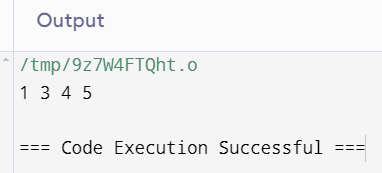 Output
/tmp/9z7W4FTQht.o
1 3 4 5
=== Code Execution Successful ===